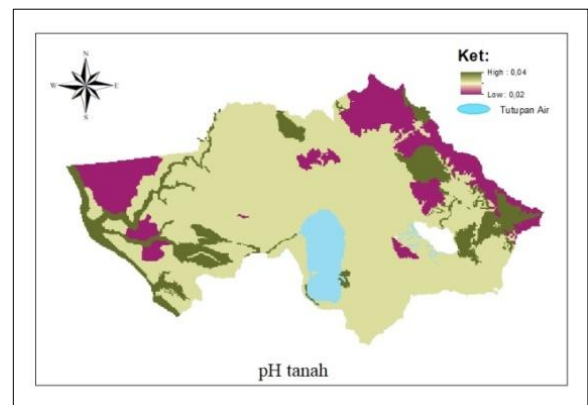 N
W E
S
Ket:
High : 0,04
Low : 0,02
Tutupan Air
pH tanah